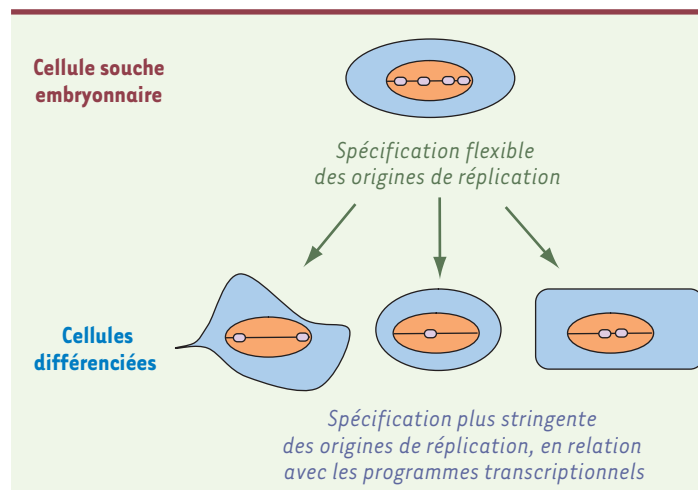 Cellule souche
embryonnaire
Spécification flexible
des origines de réplication
Cellules
différenciées
Spécification plus stringente
des origines de réplication, en relation
avec les programmes transcriptionnels